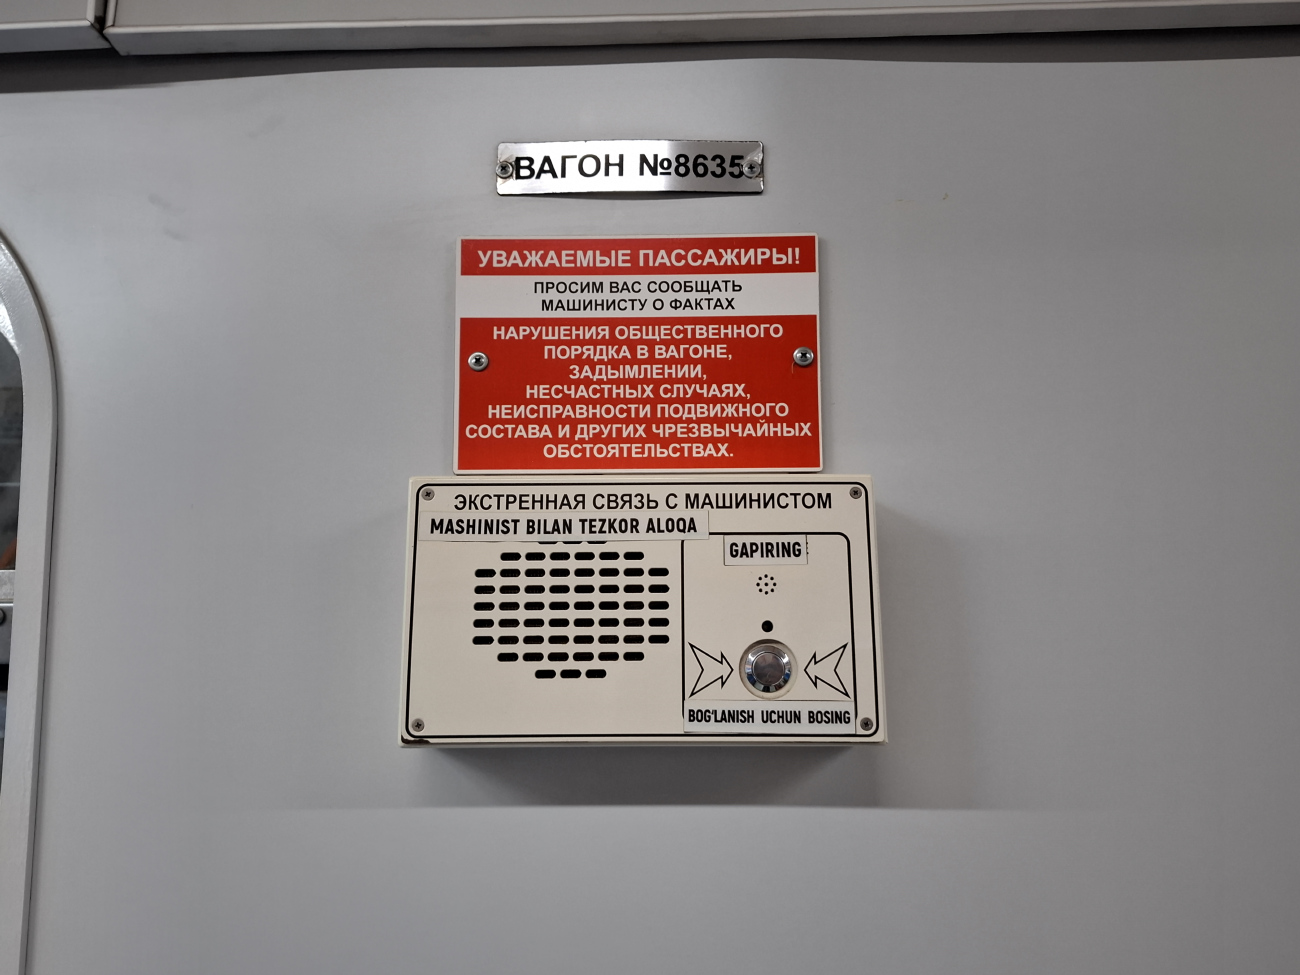 ВАГОН №8635
УВАЖАЕМЫЕ ПАССАЖИРЫ!
ПРОСИМ ВАС СООБЩАТЬ
МАШИНИСТУ О ФАКТАХ
НАРУШЕНИЯ ОБЩЕСТВЕННОГО
ПОРЯДКА В ВАГОНЕ,
ЗАДЫМЛЕНИИ,
НЕСЧАСТНЫХ СЛУЧАЯХ,
НЕИСПРАВНОСТИ ПОДВИЖНОГО
СОСТАВА И ДРУГИХ ЧРЕЗВЫЧАЙНЫХ
ОБСТОЯТЕЛЬСТВАХ.
ЭКСТРЕННАЯ СВЯЗЬ С МАШИНИСТОМ
MASHINIST BILAN TEZKOR ALOQA
GAPIRING
BOG'LANISH UCHUN BOSING